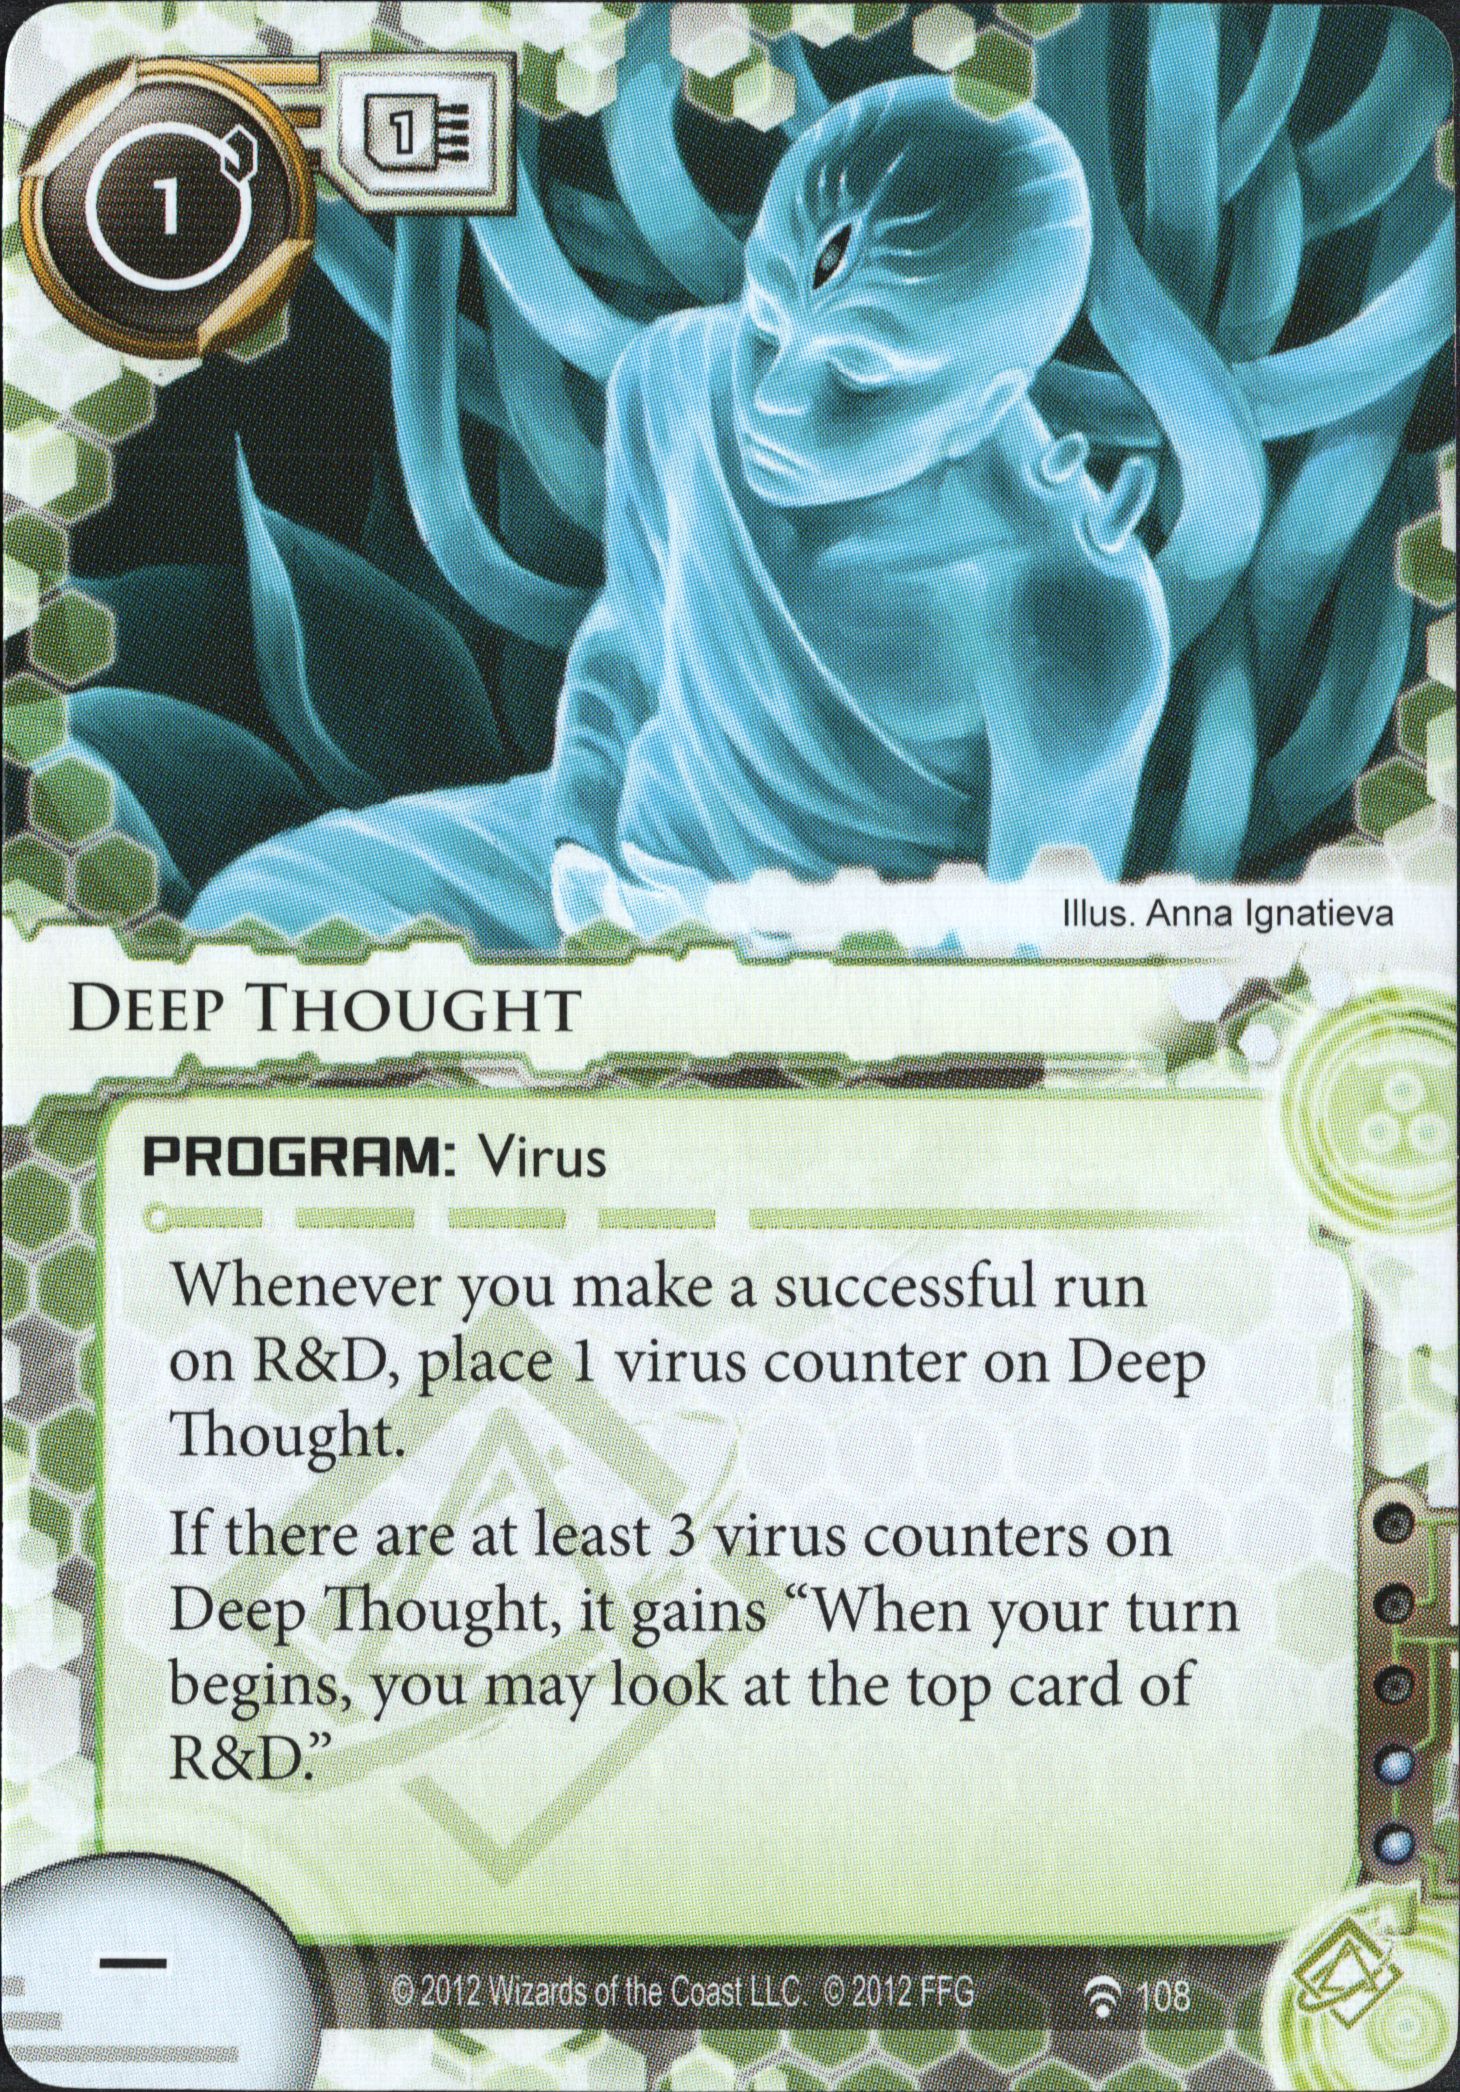 1
1
Illus. Anna Ignatieva
DEEP THOUGHT
PROGRAM: Virus
Whenever you make a successful run
on R&D, place 1 virus counter on Deep
Thought.
If there are at least 3 virus counters on
Deep Thought, it gains “When your turn
begins, you may look at the top card of
R&D.”
—
© 2012 Wizards of the Coast LLC. © 2012 FFG
108